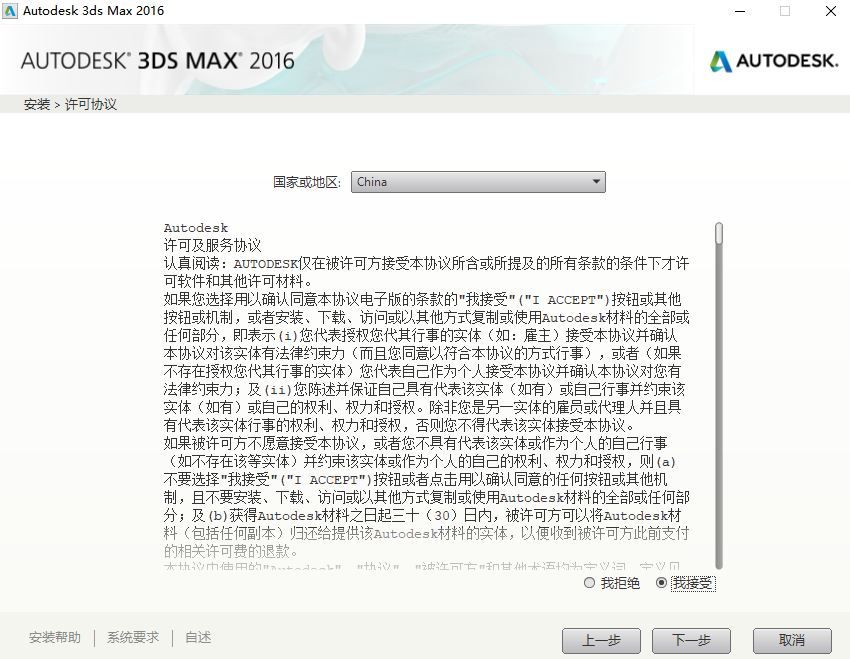 Autodesk 3ds Max 2016
AUTODESK® 3DS MAX® 2016
AUTODESK.
安装 > 许可协议
国家或地区: China
Autodesk
许可及服务协议
认真阅读：AUTODESK仅在被许可方接受本协议所含或所提及的所有条款的条件下才许
可软件和其他许可材料。
如果您选择用以确认同意本协议电子版的条款的"我接受"("I ACCEPT")按钮或其他
按钮或机制，或者安装、下载、访问或以其他方式复制或使用Autodesk材料的全部或
任何部分，即表示(i)您代表授权您代其行事的实体（如：雇主）接受本协议并确认
本协议对该实体有法律约束力（而且您同意以符合本协议的方式行事），或者（如果
不存在授权您代其行事的实体）您代表自己作为个人接受本协议并确认本协议对您有
法律约束力；及(ii)您陈述并保证自己具有代表该实体（如有）或自己行事并约束该
实体（如有）或自己的权利、权力和授权。除非您是另一实体的雇员或代理人并且具
有代表该实体行事的权利、权力和授权，否则您不得代表该实体接受本协议。
如果被许可方不愿意接受本协议，或者您不具有代表该实体或作为个人的自己行事
（如不存在该等实体）并约束该实体或作为个人的自己的权利、权力和授权，则(a)
不要选择"我接受"("I ACCEPT")按钮或者点击用以确认同意的任何按钮或其他机
制，且不要安装、下载、访问或以其他方式复制或使用Autodesk材料的全部或任何部
分；及(b)获得Autodesk材料之日起三十（30）日内，被许可方可以将Autodesk材
料（包括任何副本）归还给提供该Autodesk材料的实体，以便收到被许可方此前支付
的相关许可费的退款。
本协议中使用的"Autodesk"、"协议"、"被许可方"和其他术语均为定义词，定义见
我拒绝 我接受
安装帮助 系统要求 自述 上一步 下一步 取消